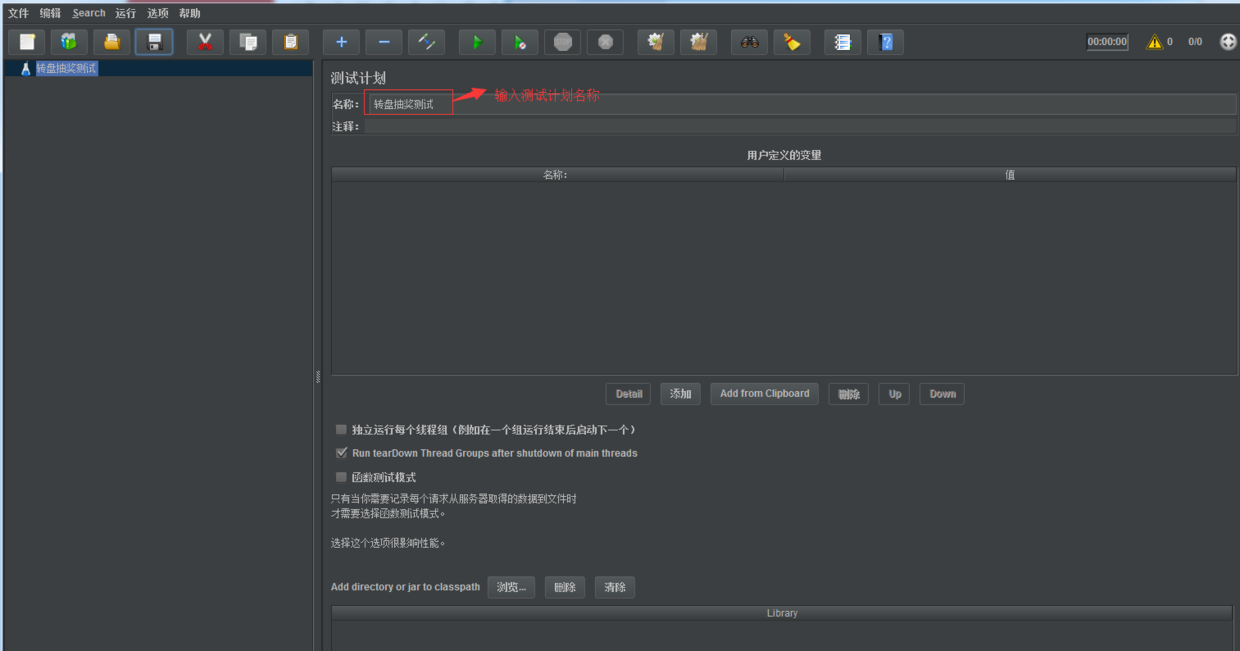 文件 编辑 Search 运行 选项 帮助
00:00:00 0 0/0
转盘抽奖测试
测试计划
名称: 转盘抽奖测试 输入测试计划名称
注释:
用户定义的变量
名称: 值
Detail 添加 Add from Clipboard 删除 Up Down
独立运行每个线程组（例如在一个组运行结束后启动下一个）
Run tearDown Thread Groups after shutdown of main threads
函数测试模式
只有当你需要记录每个请求从服务器取得的数据到文件时
才需要选择函数测试模式。
选择这个选项很影响性能。
Add directory or jar to classpath 浏览... 删除 清除
Library